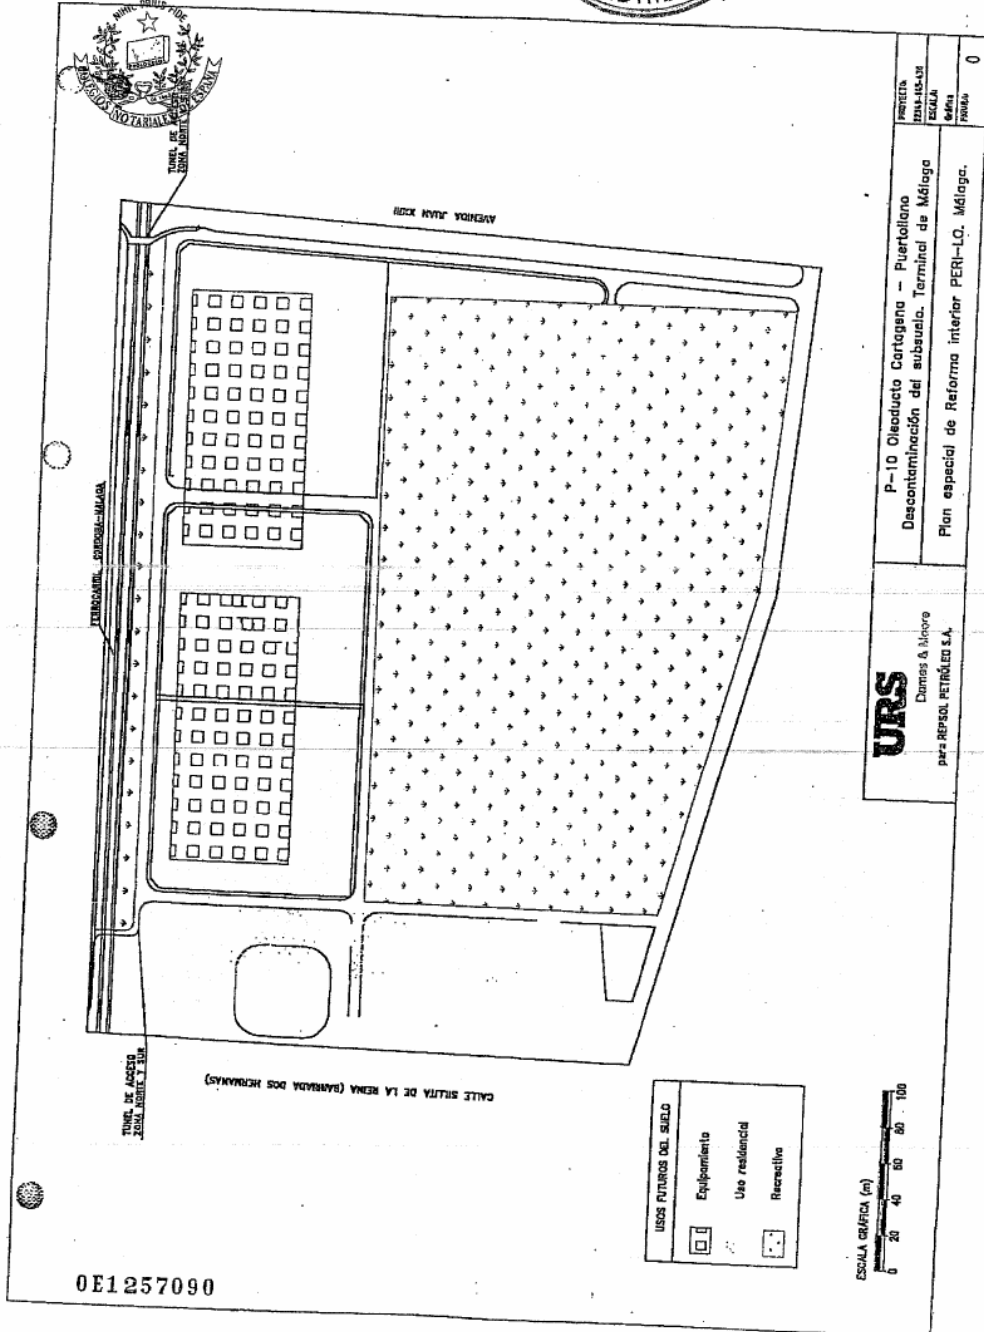 NIHIL PRIUS FIDE
COLEGIOS NOTARIALES DE ESPAÑA
TUNEL DE
ZONA NORTE
AVENIDA JUAN XXIII
FERROCARRIL CORDOBA-MALAGA
TUNEL DE ACCESO
ZONA NORTE Y SUR
CALLE SILLITA DE LA REINA (BARRIADA DOS HERMANAS)
USOS FUTUROS DEL SUELO
Equipamiento
Uso residencial
Recreativo
ESCALA GRÁFICA (m)
0 20 40 60 80 100
URS
Dames & Moore
para REPSOL PETRÓLEO S.A.
P-10 Oleoducto Cartagena - Puertollano
Descontaminación del subsuelo. Terminal de Málaga
Plan especial de Reforma interior PERI-LO. Málaga.
PROYECTO:
ESCALA:
Gráfica
FIGURA:
0
0E1257090